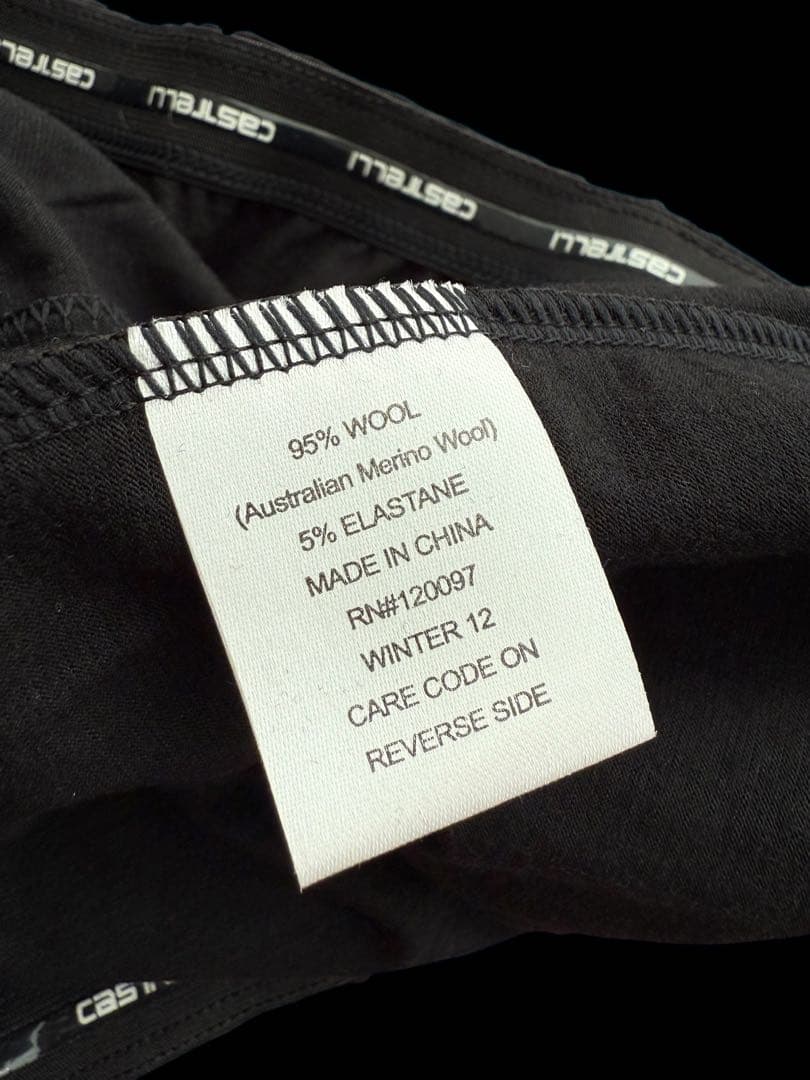 CASTELLI
CASTELLI
CASTELLI
CASTELLI
95% WOOL
(Australian Merino Wool)
5% ELASTANE
MADE IN CHINA
RN#120097
WINTER 12
CARE CODE ON
REVERSE SIDE